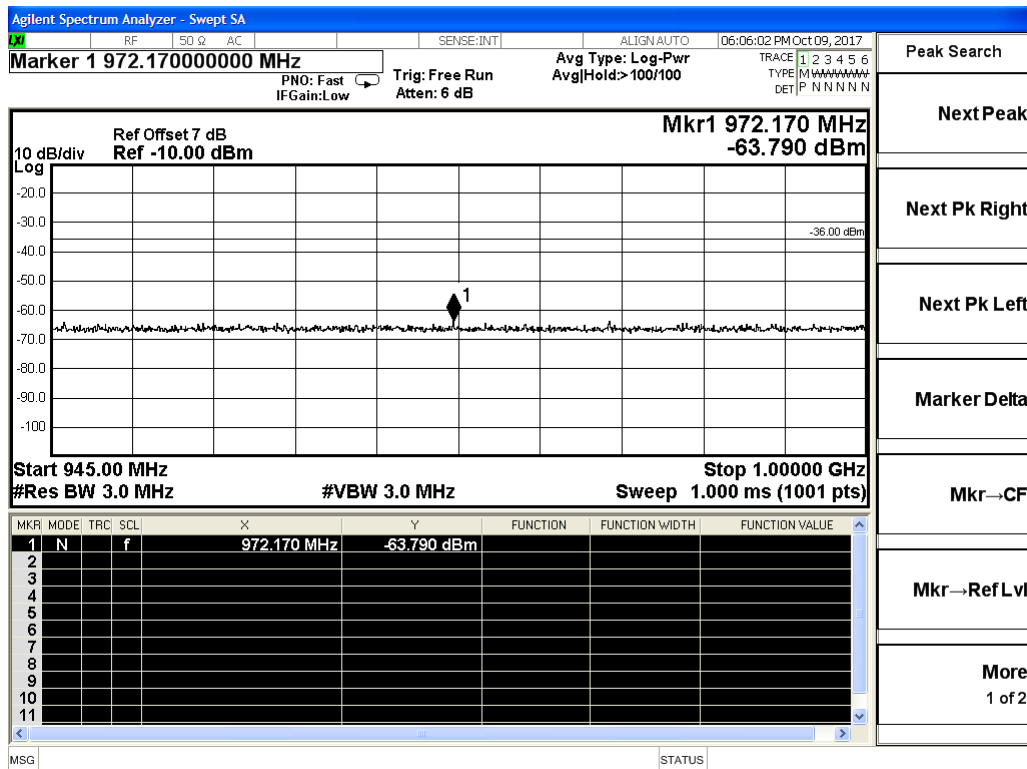 Agilent Spectrum Analyzer - Swept SA
LXI RF 50 Ω AC SENSE:INT ALIGN AUTO 06:06:02 PM Oct 09, 2017
Marker 1 972.170000000 MHz
PNO: Fast
IFGain:Low
Trig: Free Run
Atten: 6 dB
Avg Type: Log-Pwr
Avg|Hold:>100/100
TRACE 1 2 3 4 5 6
TYPE M WWWWW
DET P N N N N N
Ref Offset 7 dB
Ref -10.00 dBm
10 dB/div
Log
Mkr1 972.170 MHz
-63.790 dBm
-20.0
-30.0
-36.00 dBm
-40.0
-50.0
1
-60.0
-70.0
-80.0
-90.0
-100
Start 945.00 MHz Stop 1.00000 GHz
#Res BW 3.0 MHz #VBW 3.0 MHz Sweep 1.000 ms (1001 pts)
MKR MODE TRC SCL X Y FUNCTION FUNCTION WIDTH FUNCTION VALUE
1 N f 972.170 MHz -63.790 dBm
2
3
4
5
6
7
8
9
10
11
MSG STATUS
Peak Search
Next Peak
Next Pk Right
Next Pk Left
Marker Delta
Mkr→CF
Mkr→Ref Lvl
More
1 of 2